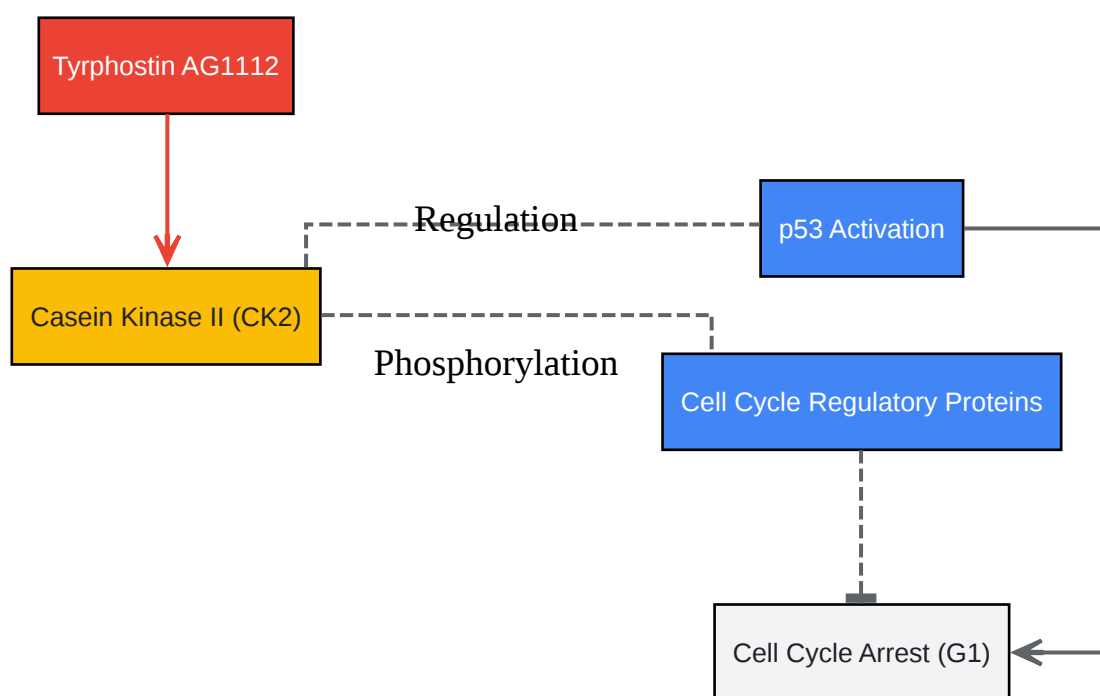 Tyrphostin AG1112
Regulation
p53 Activation
Casein Kinase II (CK2)
Phosphorylation
Cell Cycle Regulatory Proteins
Cell Cycle Arrest (G1)